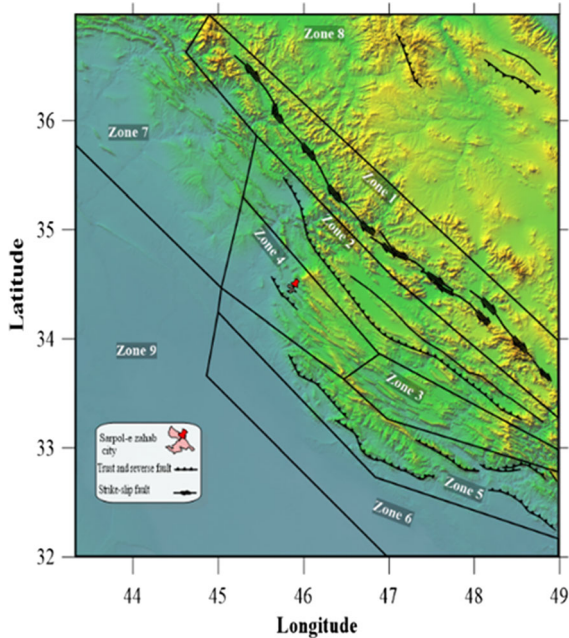 Zone 8
36
Zone 7
Zone 1
35
Zone 2
Zone 4
Latitude
34
Zone 9
Zone 3
Sarpol-e zahab
city
33
Trust and reverse fault
Strike-slip fault
Zone 5
Zone 6
32
44 45 46 47 48 49
Longitude